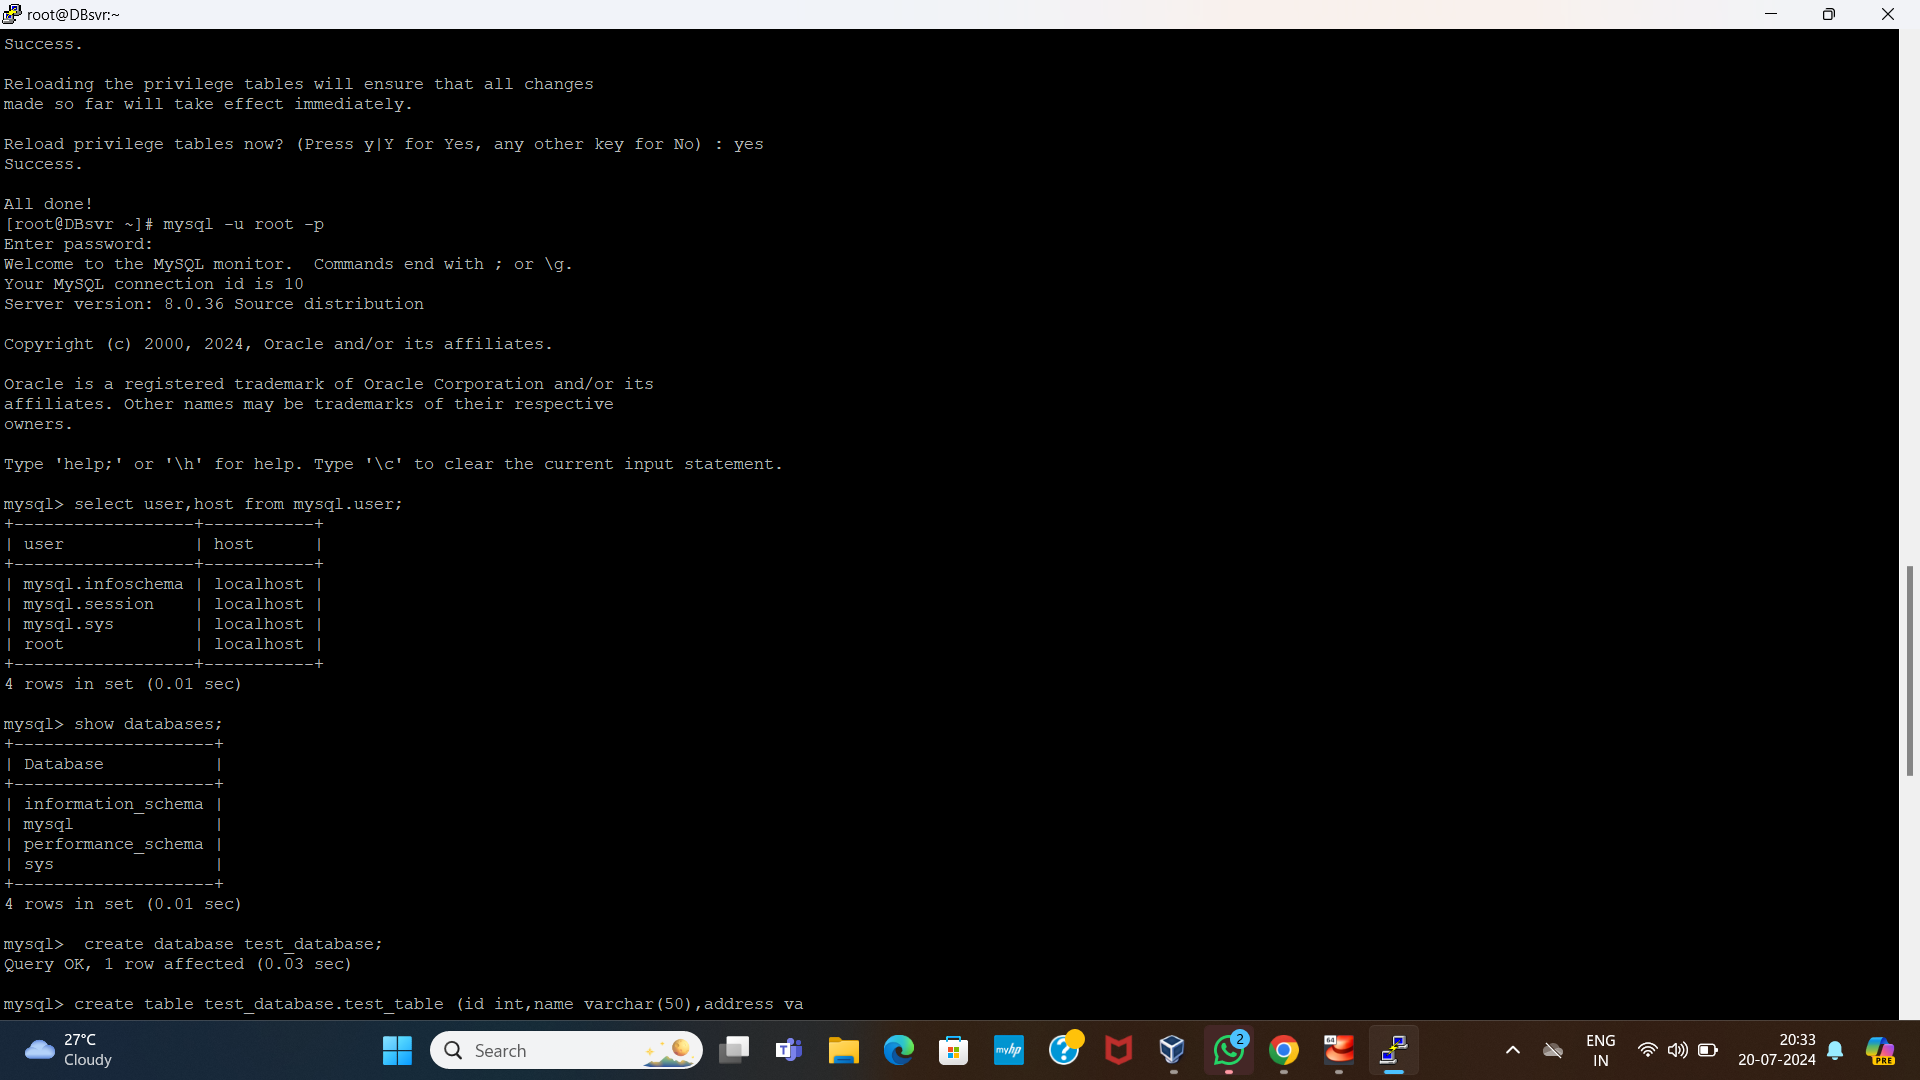 root@DBsvr:~
Success.
Reloading the privilege tables will ensure that all changes
made so far will take effect immediately.
Reload privilege tables now? (Press y|Y for Yes, any other key for No) : yes
Success.
All done!
[root@DBsvr ~]# mysql -u root -p
Enter password:
Welcome to the MySQL monitor.  Commands end with ; or \g.
Your MySQL connection id is 10
Server version: 8.0.36 Source distribution
Copyright (c) 2000, 2024, Oracle and/or its affiliates.
Oracle is a registered trademark of Oracle Corporation and/or its
affiliates. Other names may be trademarks of their respective
owners.
Type 'help;' or '\h' for help. Type '\c' to clear the current input statement.
mysql> select user,host from mysql.user;
+------------------+-----------+
| user             | host      |
+------------------+-----------+
| mysql.infoschema | localhost |
| mysql.session    | localhost |
| mysql.sys        | localhost |
| root             | localhost |
+------------------+-----------+
4 rows in set (0.01 sec)
mysql> show databases;
+--------------------+
| Database           |
+--------------------+
| information_schema |
| mysql              |
| performance_schema |
| sys                |
+--------------------+
4 rows in set (0.01 sec)
mysql>  create database test_database;
Query OK, 1 row affected (0.03 sec)
mysql> create table test_database.test_table (id int,name varchar(50),address va
27°C
Cloudy
Search
myhp
2
64
ENG
IN
20:33
20-07-2024
PRE